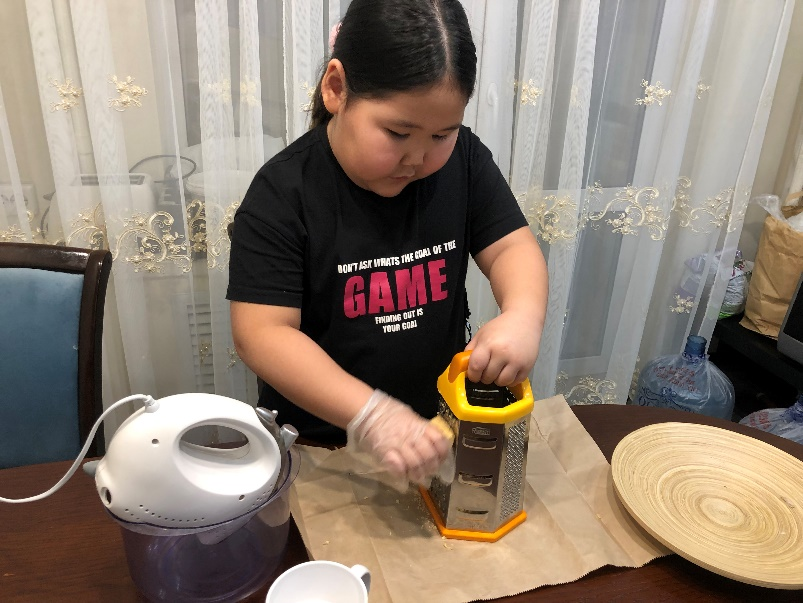 DON'T ASK WHATS THE GOAL OF THE
GAME
FINDING OUT IS
YOUR GOAL